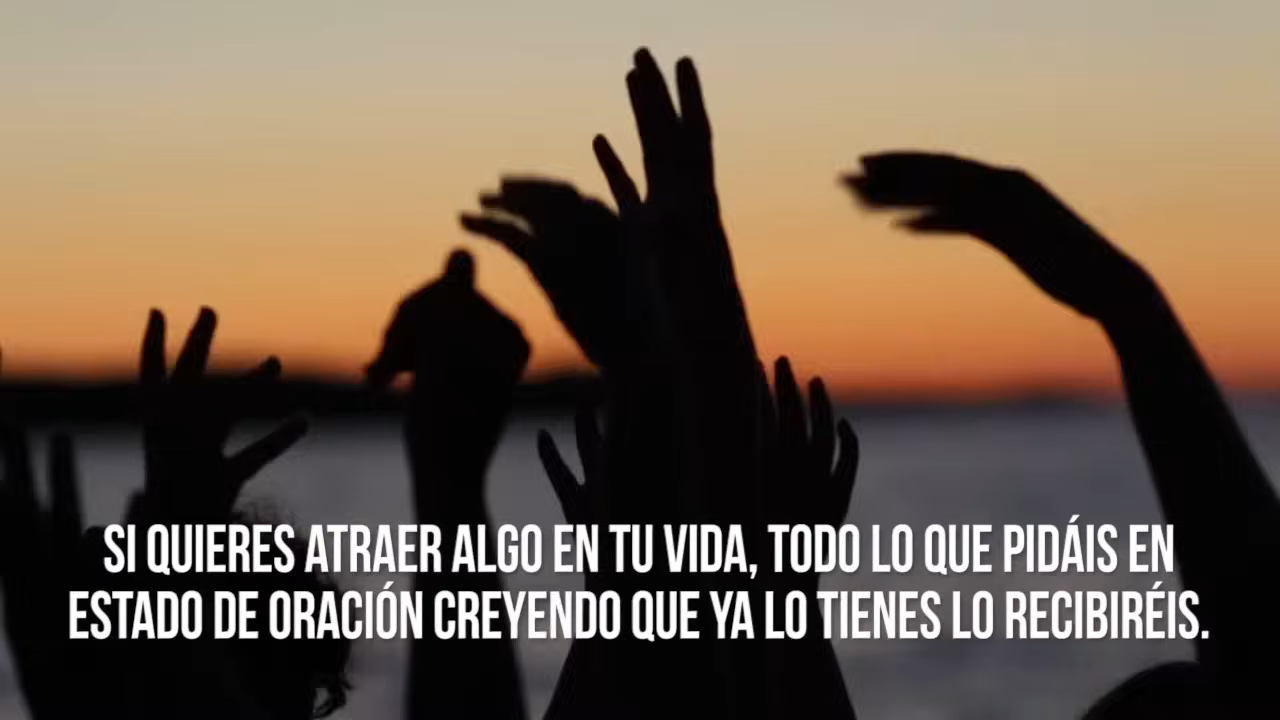 SI QUIERES ATRAER ALGO EN TU VIDA, TODO LO QUE PIDÁIS EN
ESTADO DE ORACIÓN CREYENDO QUE YA LO TIENES LO RECIBIRÉIS.